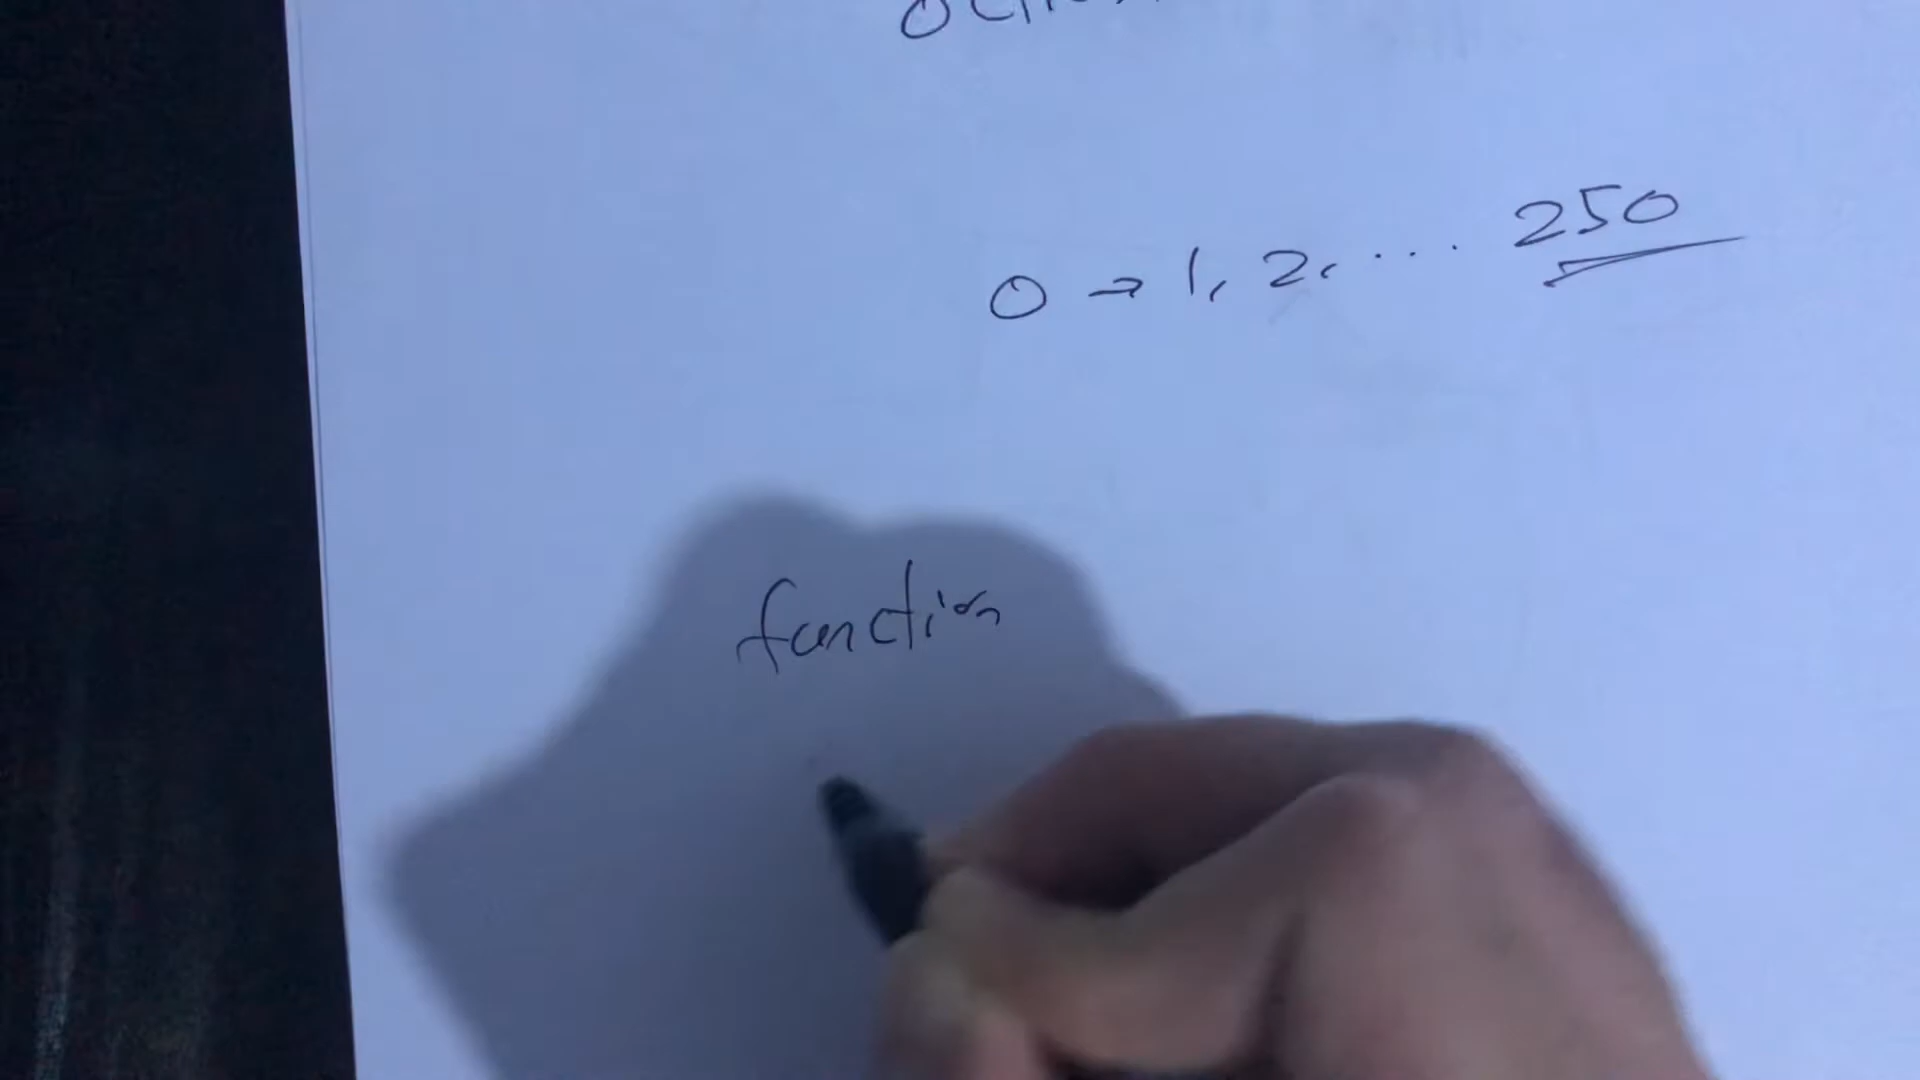 0 → 1, 2, .... 250
function